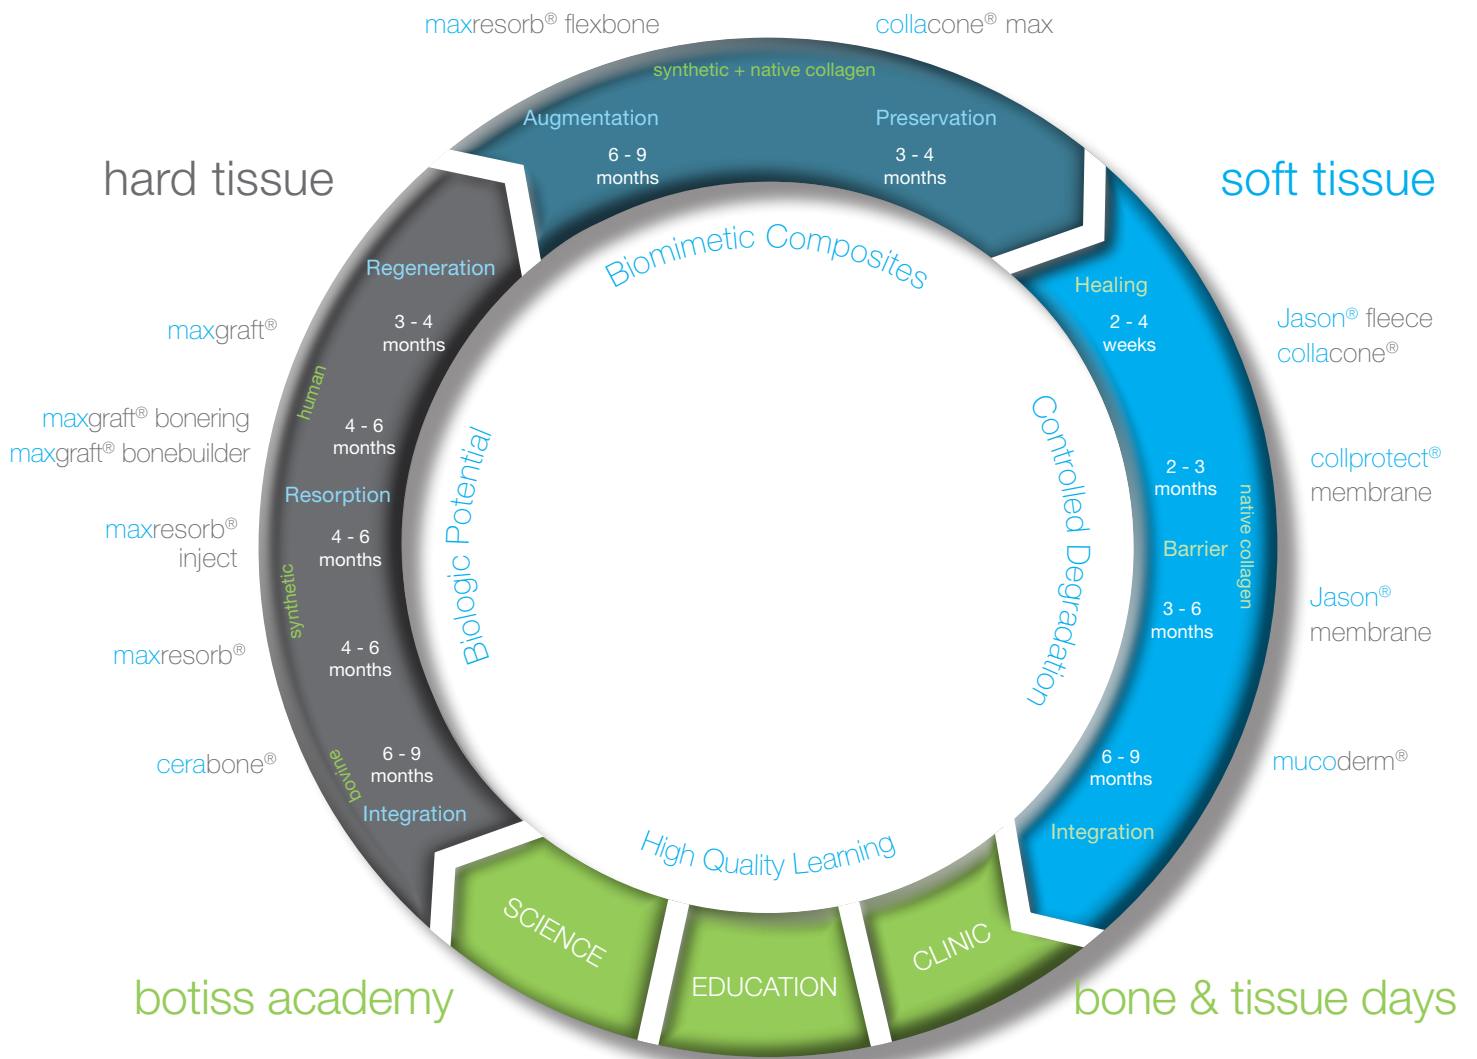 maxresorb® flexbone
collacone® max
synthetic + native collagen
Augmentation
6 - 9
months
Preservation
3 - 4
months
hard tissue
soft tissue
Biomimetic Composites
Regeneration
3 - 4
months
maxgraft®
human
maxgraft® bonering
maxgraft® bonebuilder
4 - 6
months
Resorption
maxresorb®
inject
4 - 6
months
synthetic
maxresorb®
4 - 6
months
cerabone®
bovine
6 - 9
months
Integration
Biologic Potential
Controlled Degradation
Healing
2 - 4
weeks
Jason® fleece
collacone®
2 - 3
months
collprotect®
membrane
Barrier
native collagen
3 - 6
months
Jason®
membrane
6 - 9
months
mucoderm®
Integration
High Quality Learning
SCIENCE
EDUCATION
CLINIC
botiss academy
bone & tissue days